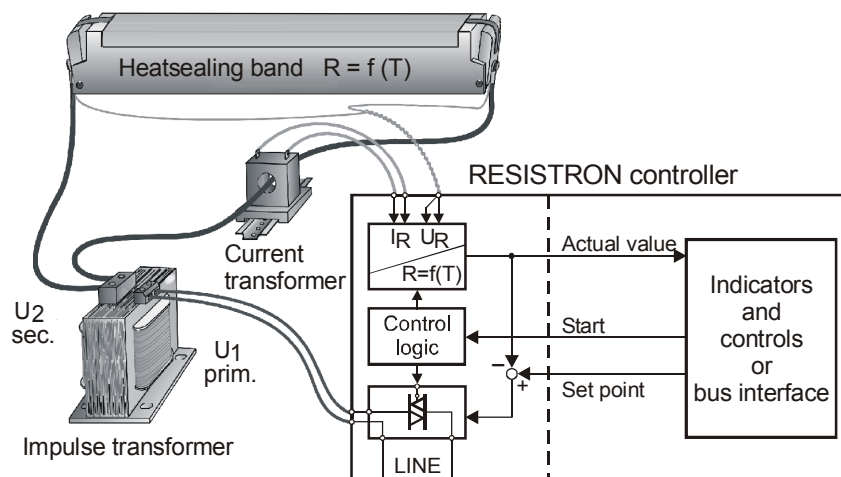 Heatsealing band R = f (T)
RESISTRON controller
Current
transformer
IR UR
R=f(T)
Actual value
Indicators
and
controls
or
bus interface
U2
sec.
U1
prim.
Control
logic
Start
−
+
Set point
Impulse transformer
LINE